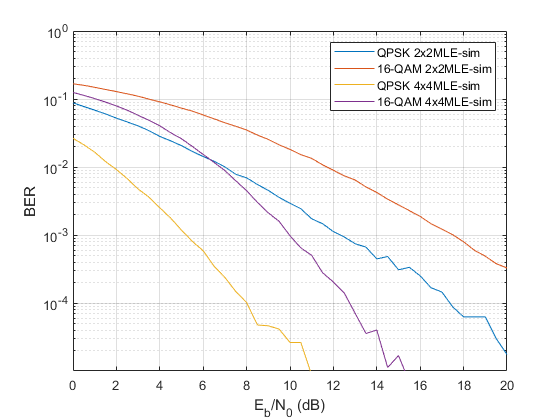 10^0
10^-1
10^-2
10^-3
10^-4
BER
QPSK 2x2MLE-sim
16-QAM 2x2MLE-sim
QPSK 4x4MLE-sim
16-QAM 4x4MLE-sim
0 2 4 6 8 10 12 14 16 18 20
E_b/N_0 (dB)